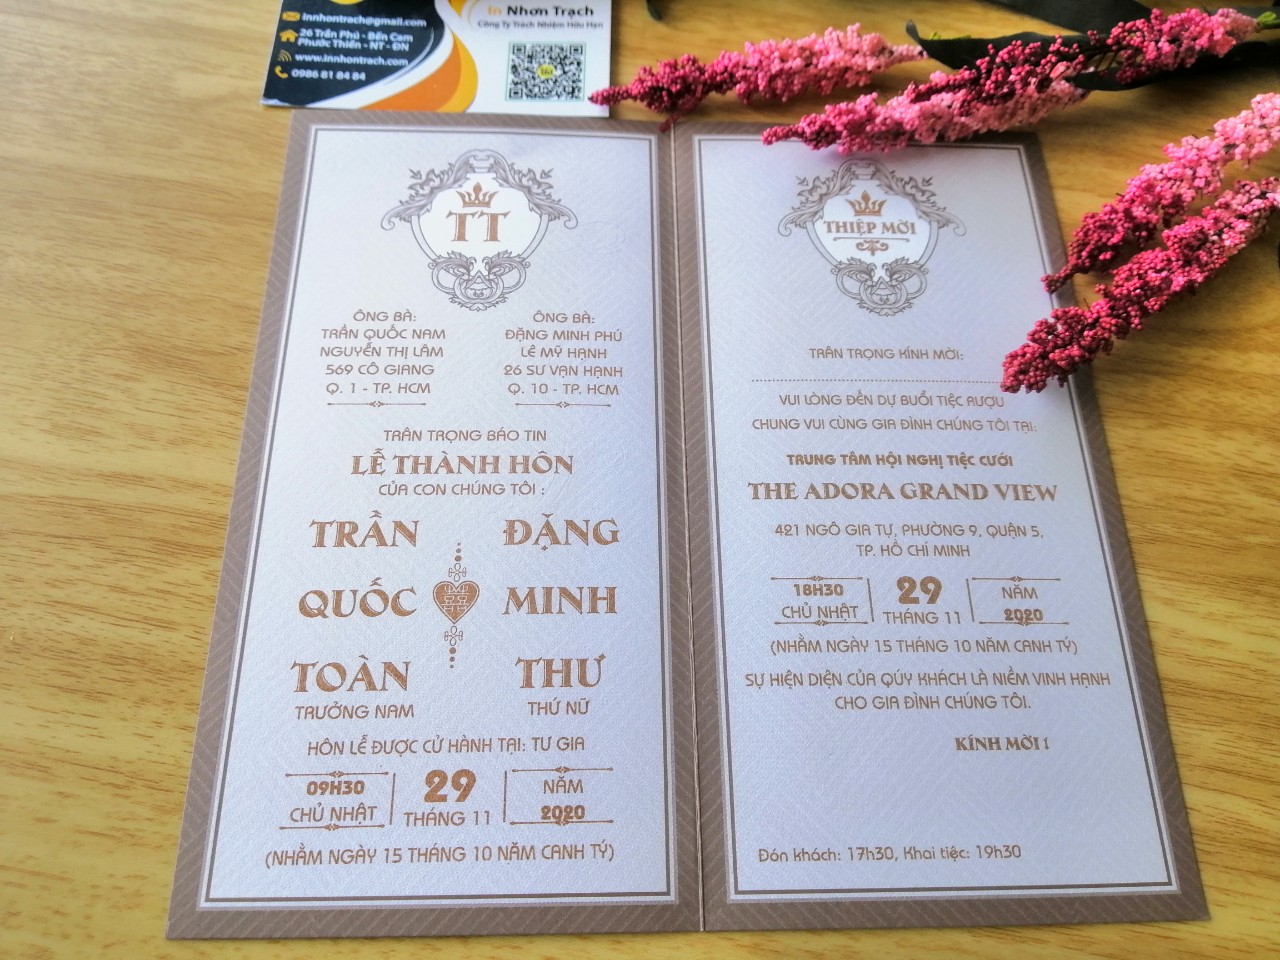 innhontrach@gmail.com
26 Trần Phú - Bến Cam
Phước Thiền - NT - ĐN
www.innhontrach.com
0986 81 84 84
In Nhơn Trạch
Công Ty Trách Nhiệm Hữu Hạn
TT
ÔNG BÀ:
TRẦN QUỐC NAM
NGUYỄN THỊ LÂM
569 CÔ GIANG
Q. 1 - TP. HCM
ÔNG BÀ:
ĐẶNG MINH PHÚ
LÊ MỸ HẠNH
26 SƯ VẠN HẠNH
Q. 10 - TP. HCM
TRÂN TRỌNG BÁO TIN
LỄ THÀNH HÔN
CỦA CON CHÚNG TÔI :
TRẦN
QUỐC
TOÀN
TRƯỞNG NAM
ĐẶNG
MINH
THƯ
THỨ NỮ
HÔN LỄ ĐƯỢC CỬ HÀNH TẠI: TƯ GIA
09H30
CHỦ NHẬT
29
THÁNG 11
NĂM
2020
(NHẰM NGÀY 15 THÁNG 10 NĂM CANH TÝ)
THIỆP MỜI
TRÂN TRỌNG KÍNH MỜI:
VUI LÒNG ĐẾN DỰ BUỔI TIỆC RƯỢU
CHUNG VUI CÙNG GIA ĐÌNH CHÚNG TÔI TẠI:
TRUNG TÂM HỘI NGHỊ TIỆC CƯỚI
THE ADORA GRAND VIEW
421 NGÔ GIA TỰ, PHƯỜNG 9, QUẬN 5,
TP. HỒ CHÍ MINH
18H30
CHỦ NHẬT
29
THÁNG 11
NĂM
2020
(NHẰM NGÀY 15 THÁNG 10 NĂM CANH TÝ)
SỰ HIỆN DIỆN CỦA QÚY KHÁCH LÀ NIỀM VINH HẠNH
CHO GIA ĐÌNH CHÚNG TÔI.
KÍNH MỜI !
Đón khách: 17h30, Khai tiệc: 19h30